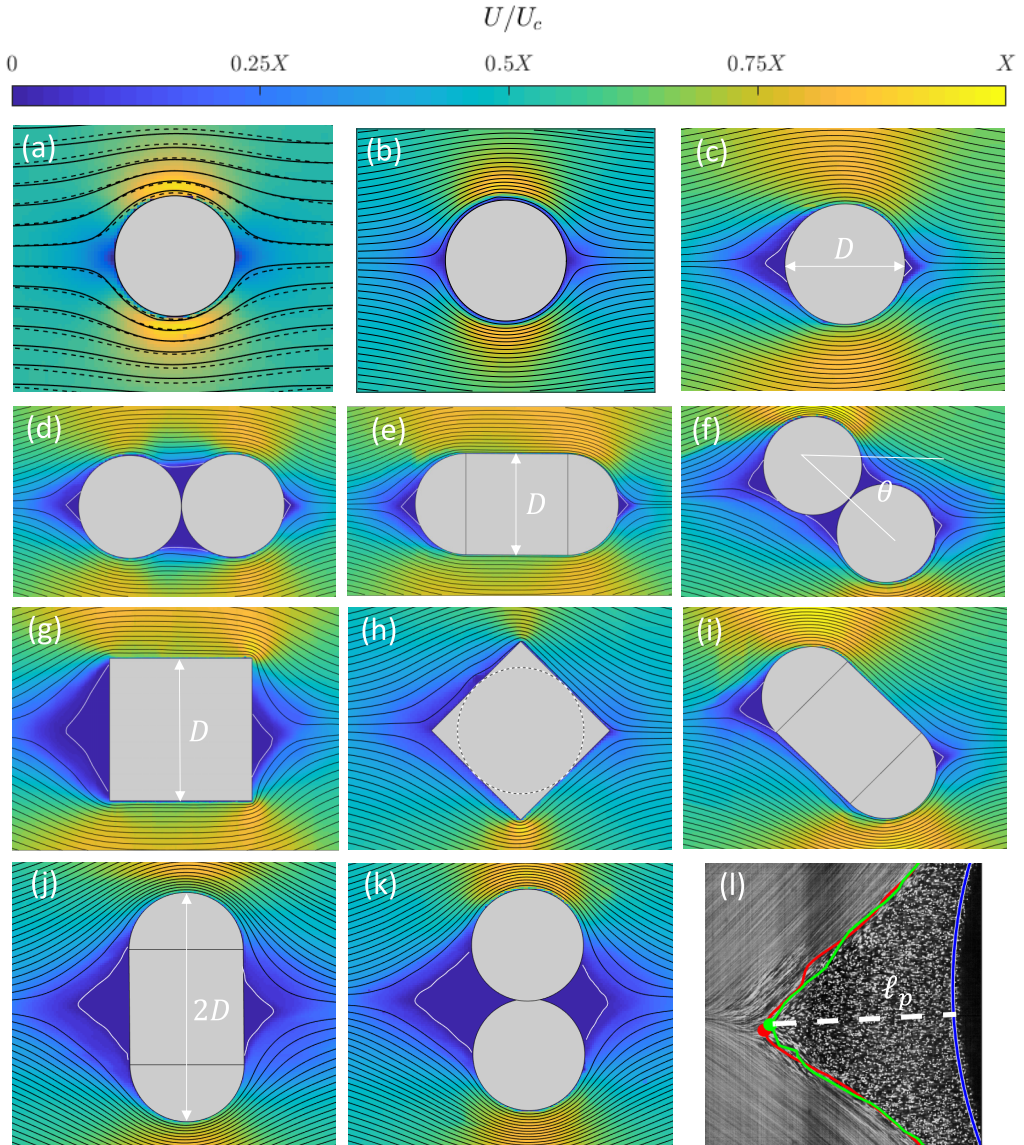 U/U_c
0 0.25X 0.5X 0.75X X
(a) (b) (c)
D
(d) (e) (f)
D θ
(g) (h) (i)
D
(j) (k) (l)
2D ℓ_p